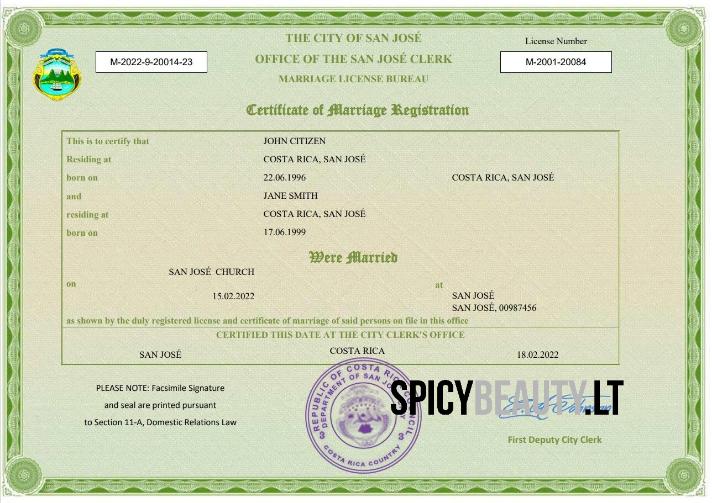 THE CITY OF SAN JOSÉ
License Number
M-2022-9-20014-23
OFFICE OF THE SAN JOSÉ CLERK
M-2001-20084
MARRIAGE LICENSE BUREAU
Certificate of Marriage Registration
This is to certify that JOHN CITIZEN
Residing at COSTA RICA, SAN JOSÉ
born on 22.06.1996 COSTA RICA, SAN JOSÉ
and JANE SMITH
residing at COSTA RICA, SAN JOSÉ
born on 17.06.1999
Were Married
SAN JOSÉ CHURCH
on at
15.02.2022 SAN JOSÉ
SAN JOSÉ, 00987456
as shown by the duly registered license and certificate of marriage of said persons on file in this office
CERTIFIED THIS DATE AT THE CITY CLERK'S OFFICE
SAN JOSÉ COSTA RICA 18.02.2022
PLEASE NOTE: Facsimile Signature
and seal are printed pursuant
to Section 11-A, Domestic Relations Law
REPUBLIC OF COSTA RICA
DEPARTMENT OF SAN JOSÉ
COSTA RICA COUNTRY
SPICYBEAUTY.LT
First Deputy City Clerk